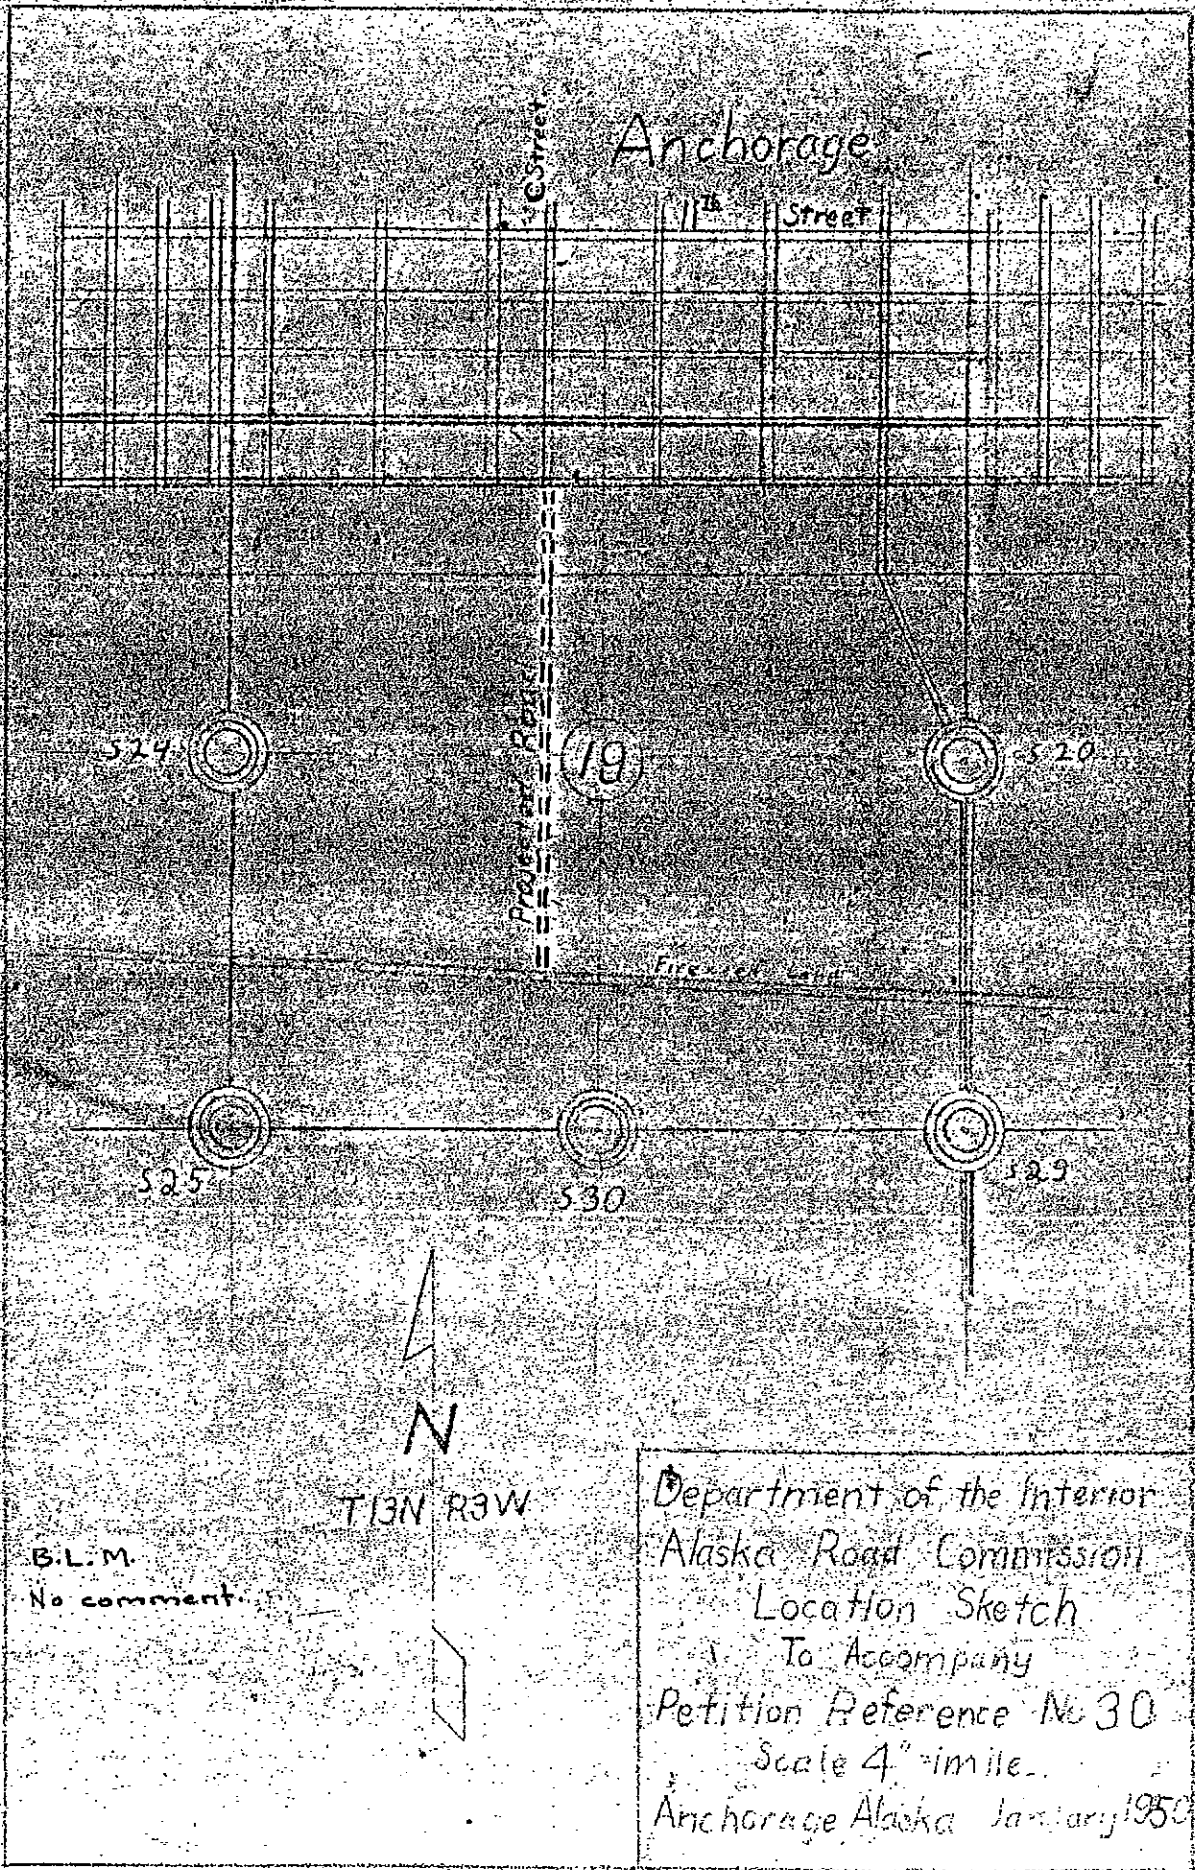 Anchorage
C Street
11th Street
S24
Projected Road
19
S20
Fireweed Lane
S25
S30
S29
N
T13N R3W
B.L.M.
No comment.
Department of the Interior
Alaska Road Commission
Location Sketch
To Accompany
Petition Reference No 30
Scale 4" = 1 mile
Anchorage Alaska January 1950